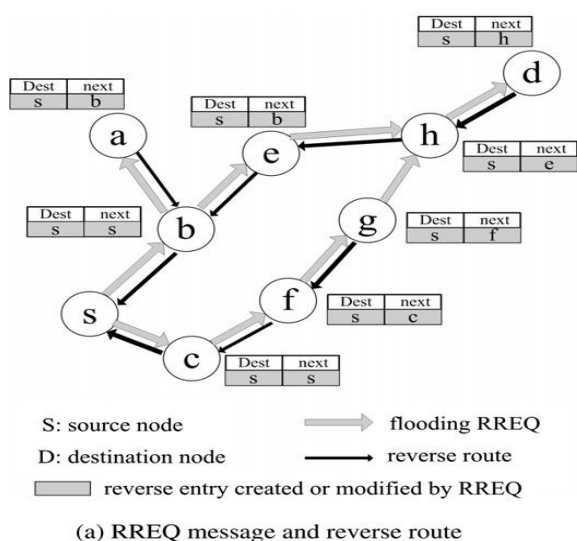 Dest next
s h
d
Dest next
s b
Dest next
s b
a
e
h
Dest next
s e
Dest next
s s
b
g
Dest next
s f
s
f
Dest next
s c
c
Dest next
s s
S: source node
flooding RREQ
D: destination node
reverse route
reverse entry created or modified by RREQ
(a) RREQ message and reverse route